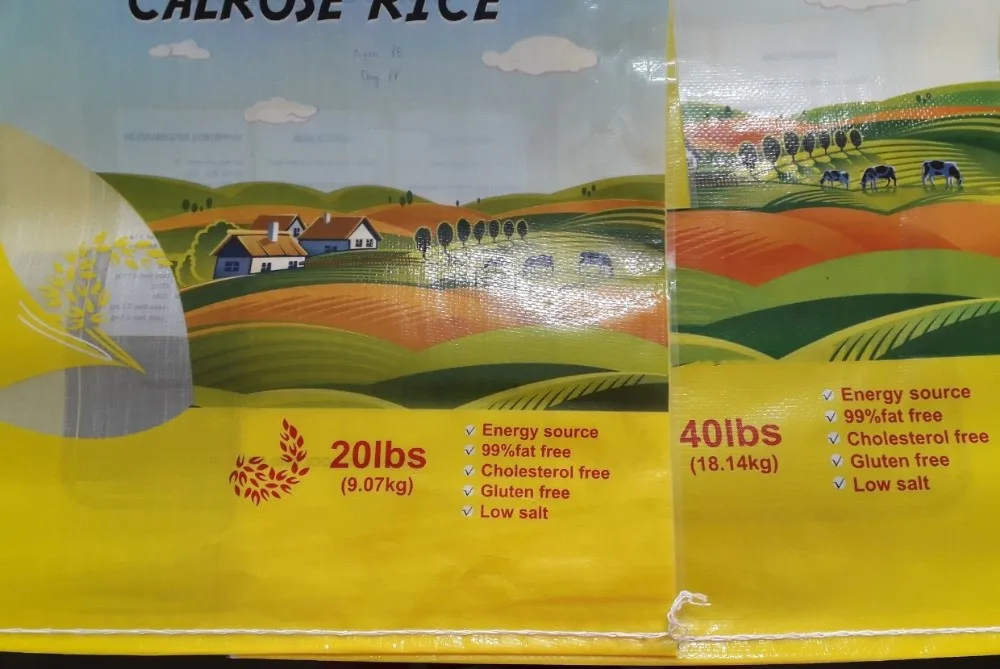 CALROSE RICE
20lbs
(9.07kg)
Energy source
99%fat free
Cholesterol free
Gluten free
Low salt
40lbs
(18.14kg)
Energy source
99%fat free
Cholesterol free
Gluten free
Low salt